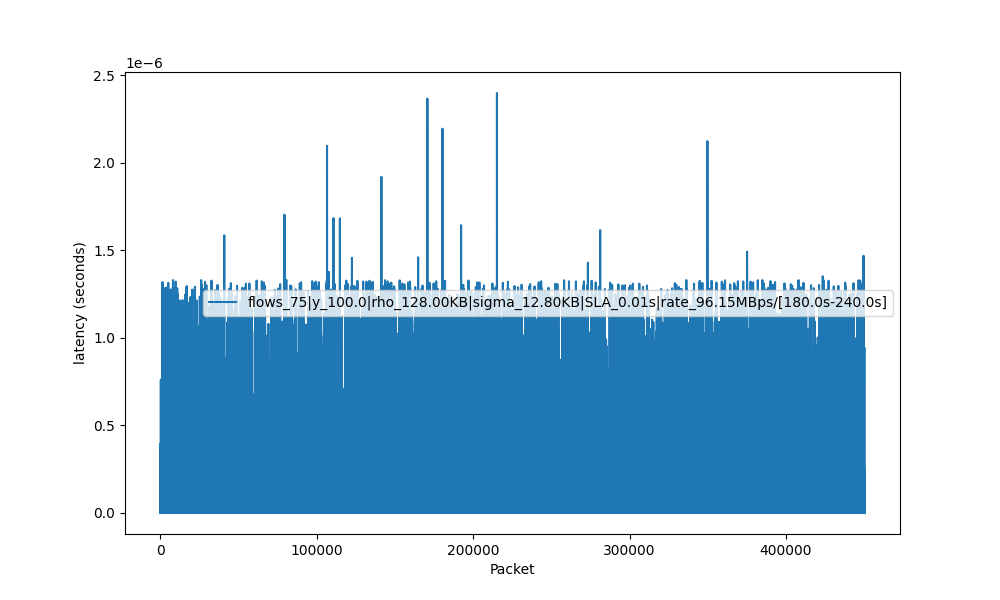 1e−6
2.5
2.0
1.5
1.0
0.5
0.0
latency (seconds)
flows_75|y_100.0|rho_128.00KB|sigma_12.80KB|SLA_0.01s|rate_96.15MBps/[180.0s-240.0s]
0 100000 200000 300000 400000
Packet